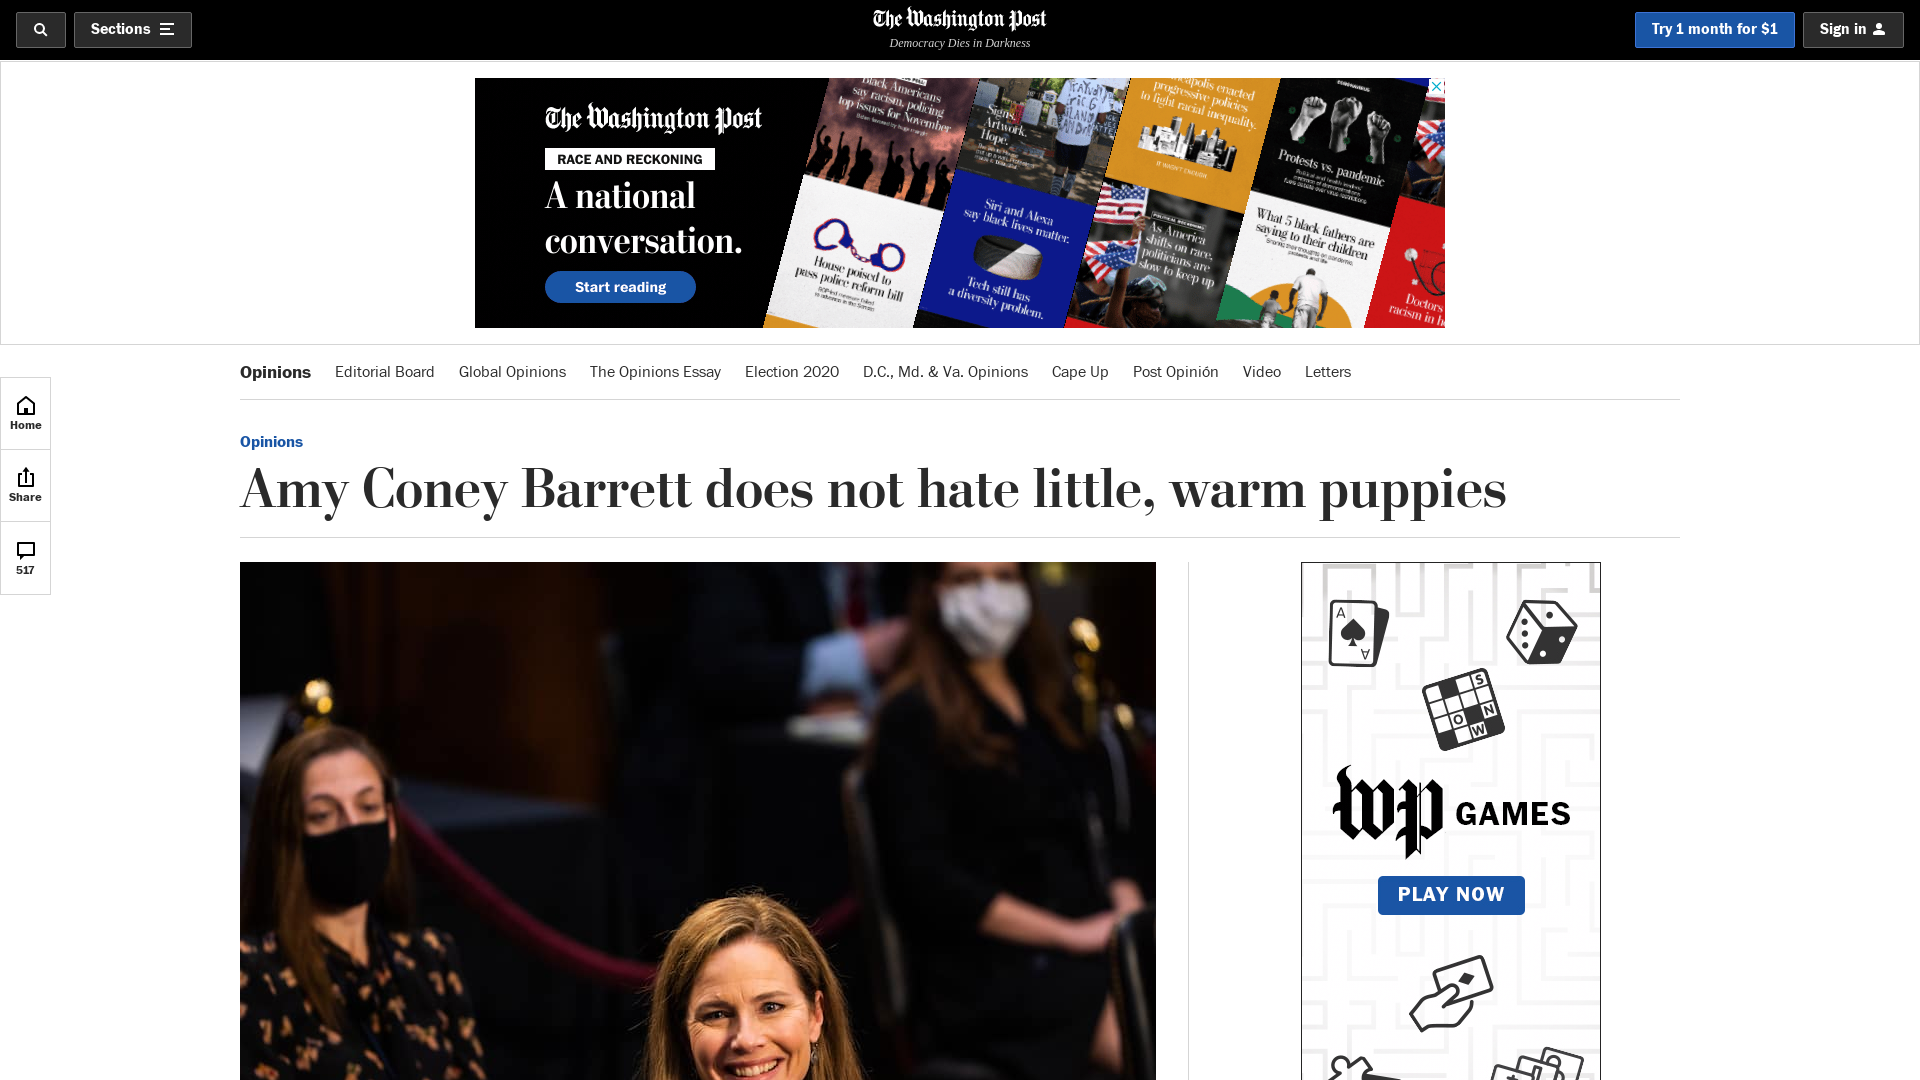 Sections
The Washington Post
Democracy Dies in Darkness
Try 1 month for $1
Sign in
The Washington Post
RACE AND RECKONING
A national
conversation.
Start reading
Black Americans
say racism, policing
top issues for November
House poised to
pass police reform bill
Signs.
Artwork.
Hope.
Siri and Alexa
say black lives matter.
Tech still has
a diversity problem.
progressive policies
to fight racial inequality.
IT WASN'T ENOUGH.
As America
shifts on race,
politicians are
slow to keep up
CORONAVIRUS
Protests vs. pandemic
What 5 black fathers are
saying to their children
Doctors
racism in h
Opinions
Editorial Board
Global Opinions
The Opinions Essay
Election 2020
D.C., Md. & Va. Opinions
Cape Up
Post Opinión
Video
Letters
Home
Share
517
Opinions
Amy Coney Barrett does not hate little, warm puppies
A
A
S
O
N
W
wp GAMES
PLAY NOW